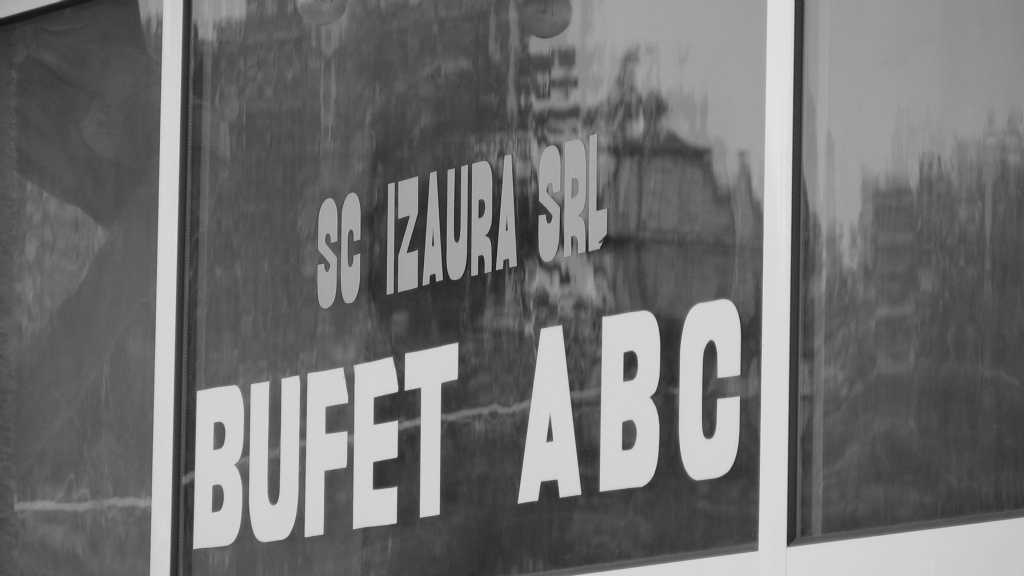 SC IZAURA SRL
BUFET ABC